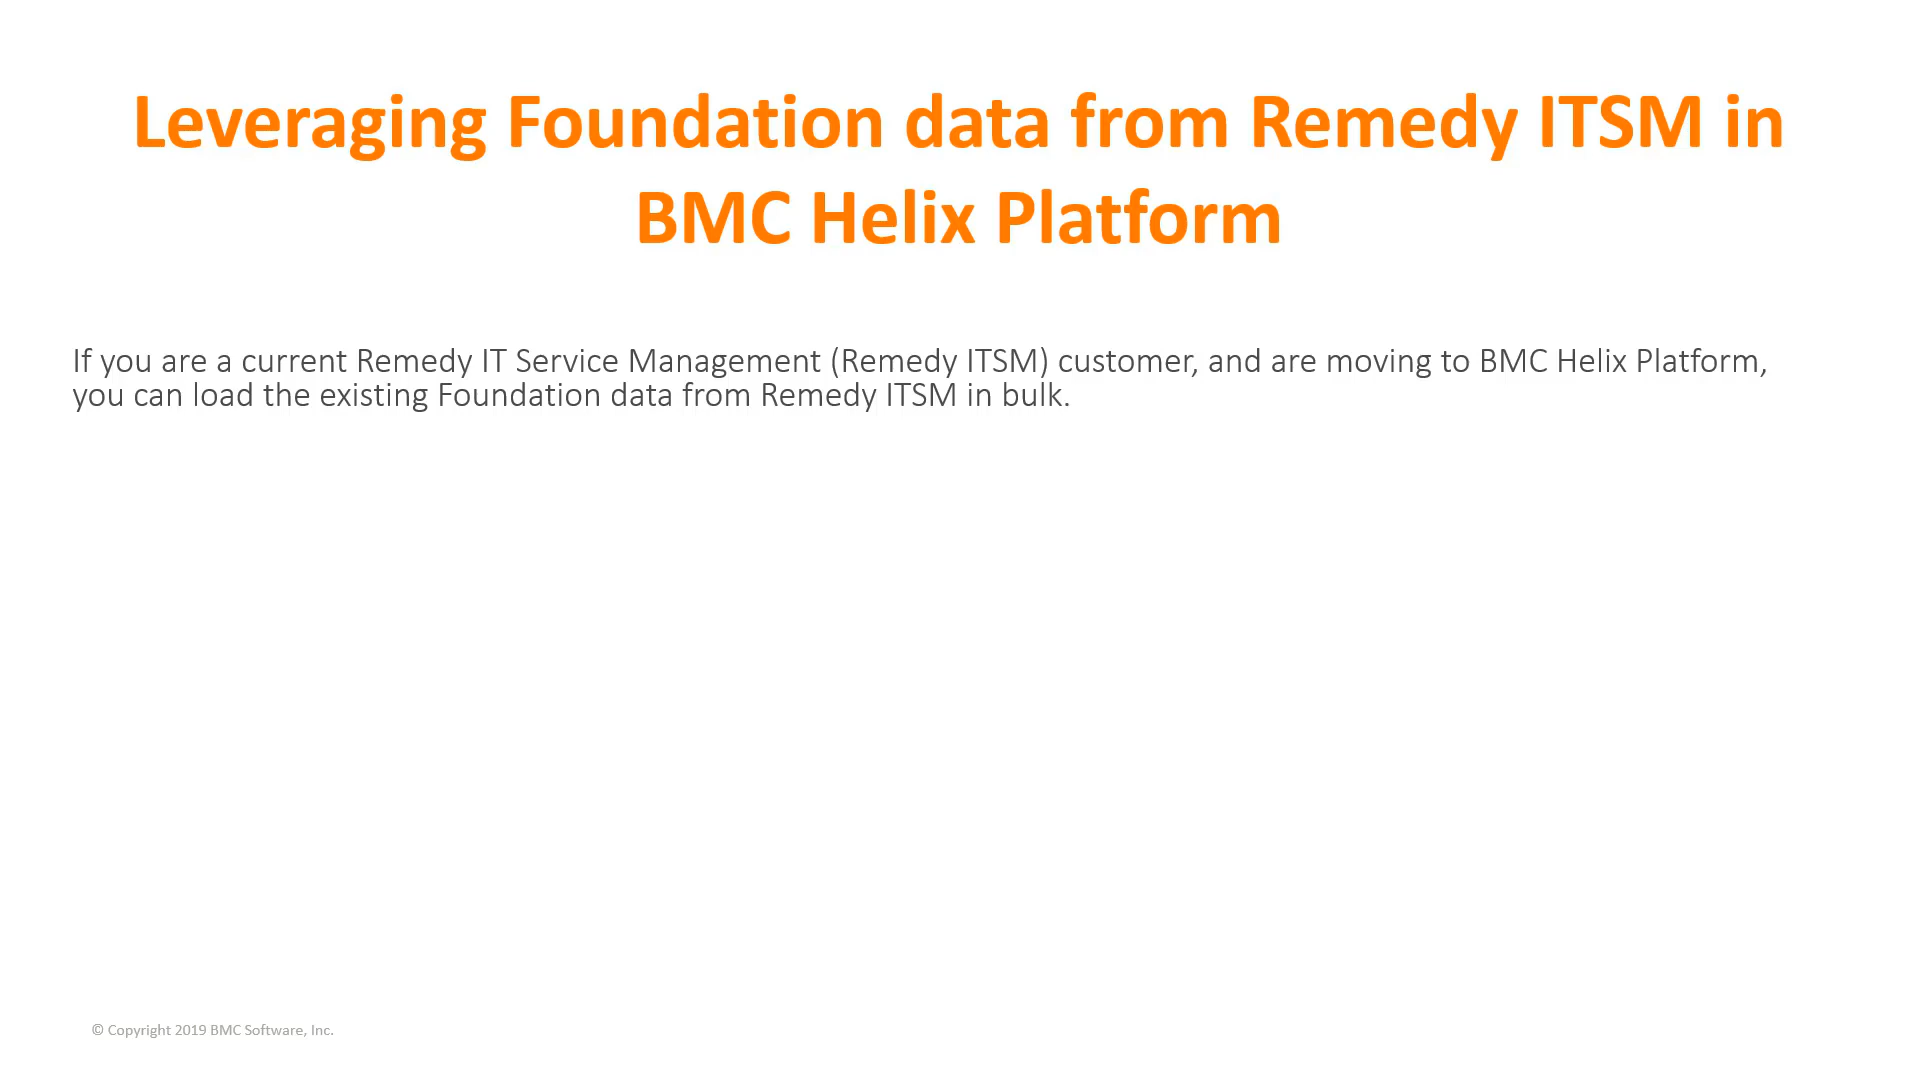 Leveraging Foundation data from Remedy ITSM in
BMC Helix Platform
If you are a current Remedy IT Service Management (Remedy ITSM) customer, and are moving to BMC Helix Platform,
you can load the existing Foundation data from Remedy ITSM in bulk.
© Copyright 2019 BMC Software, Inc.